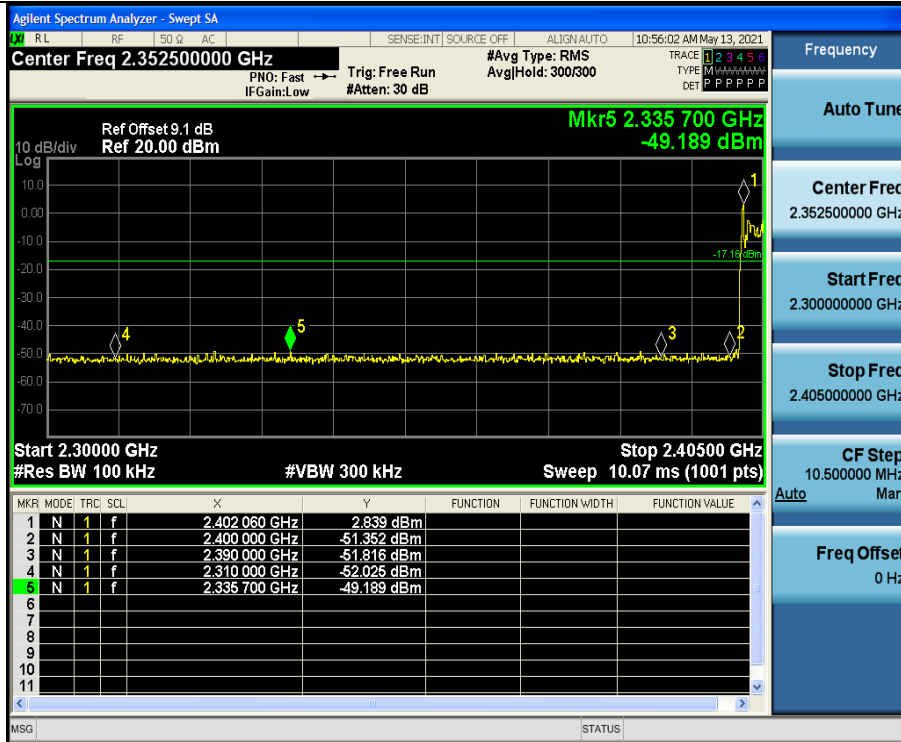 Agilent Spectrum Analyzer - Swept SA
LXI RL RF 50 Ω AC SENSE:INT SOURCE OFF ALIGN AUTO 10:56:02 AM May 13, 2021
Center Freq 2.352500000 GHz
PNO: Fast
IFGain:Low
Trig: Free Run
#Atten: 30 dB
#Avg Type: RMS
Avg|Hold: 300/300
TRACE 1 2 3 4 5 6
TYPE M
DET P P P P P P
Frequency
Auto Tune
Center Freq
2.352500000 GHz
Start Freq
2.300000000 GHz
Stop Freq
2.405000000 GHz
CF Step
10.500000 MHz
Auto Man
Freq Offset
0 Hz
Mkr5 2.335 700 GHz
-49.189 dBm
Ref Offset 9.1 dB
10 dB/div Ref 20.00 dBm
Log
10.0
0.00
-10.0
-20.0
-30.0
-40.0
-50.0
-60.0
-70.0
1
-17.16 dBm
4
5
3
2
Start 2.30000 GHz Stop 2.40500 GHz
#Res BW 100 kHz #VBW 300 kHz Sweep 10.07 ms (1001 pts)
MKR MODE TRC SCL X Y FUNCTION FUNCTION WIDTH FUNCTION VALUE
1 N 1 f 2.402 060 GHz 2.839 dBm
2 N 1 f 2.400 000 GHz -51.352 dBm
3 N 1 f 2.390 000 GHz -51.816 dBm
4 N 1 f 2.310 000 GHz -52.025 dBm
5 N 1 f 2.335 700 GHz -49.189 dBm
6
7
8
9
10
11
MSG STATUS